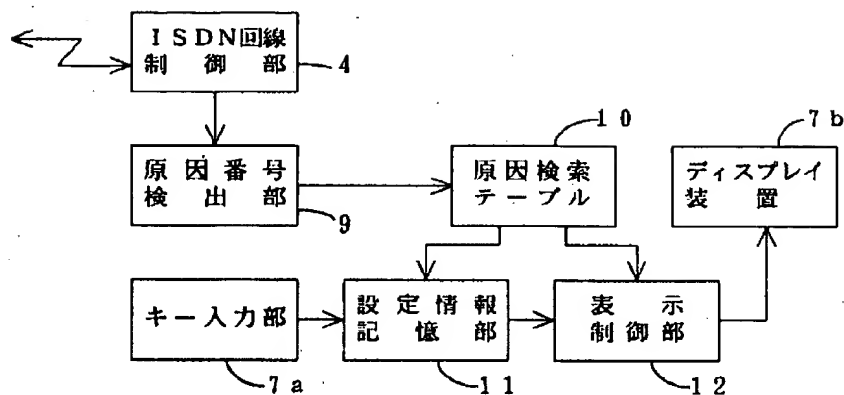 ISDN回線
制御部
4
10
7b
原因番号
検出部
9
原因検索
テーブル
ディスプレイ
装置
キー入力部
7a
設定情報
記憶部
11
表示
制御部
12